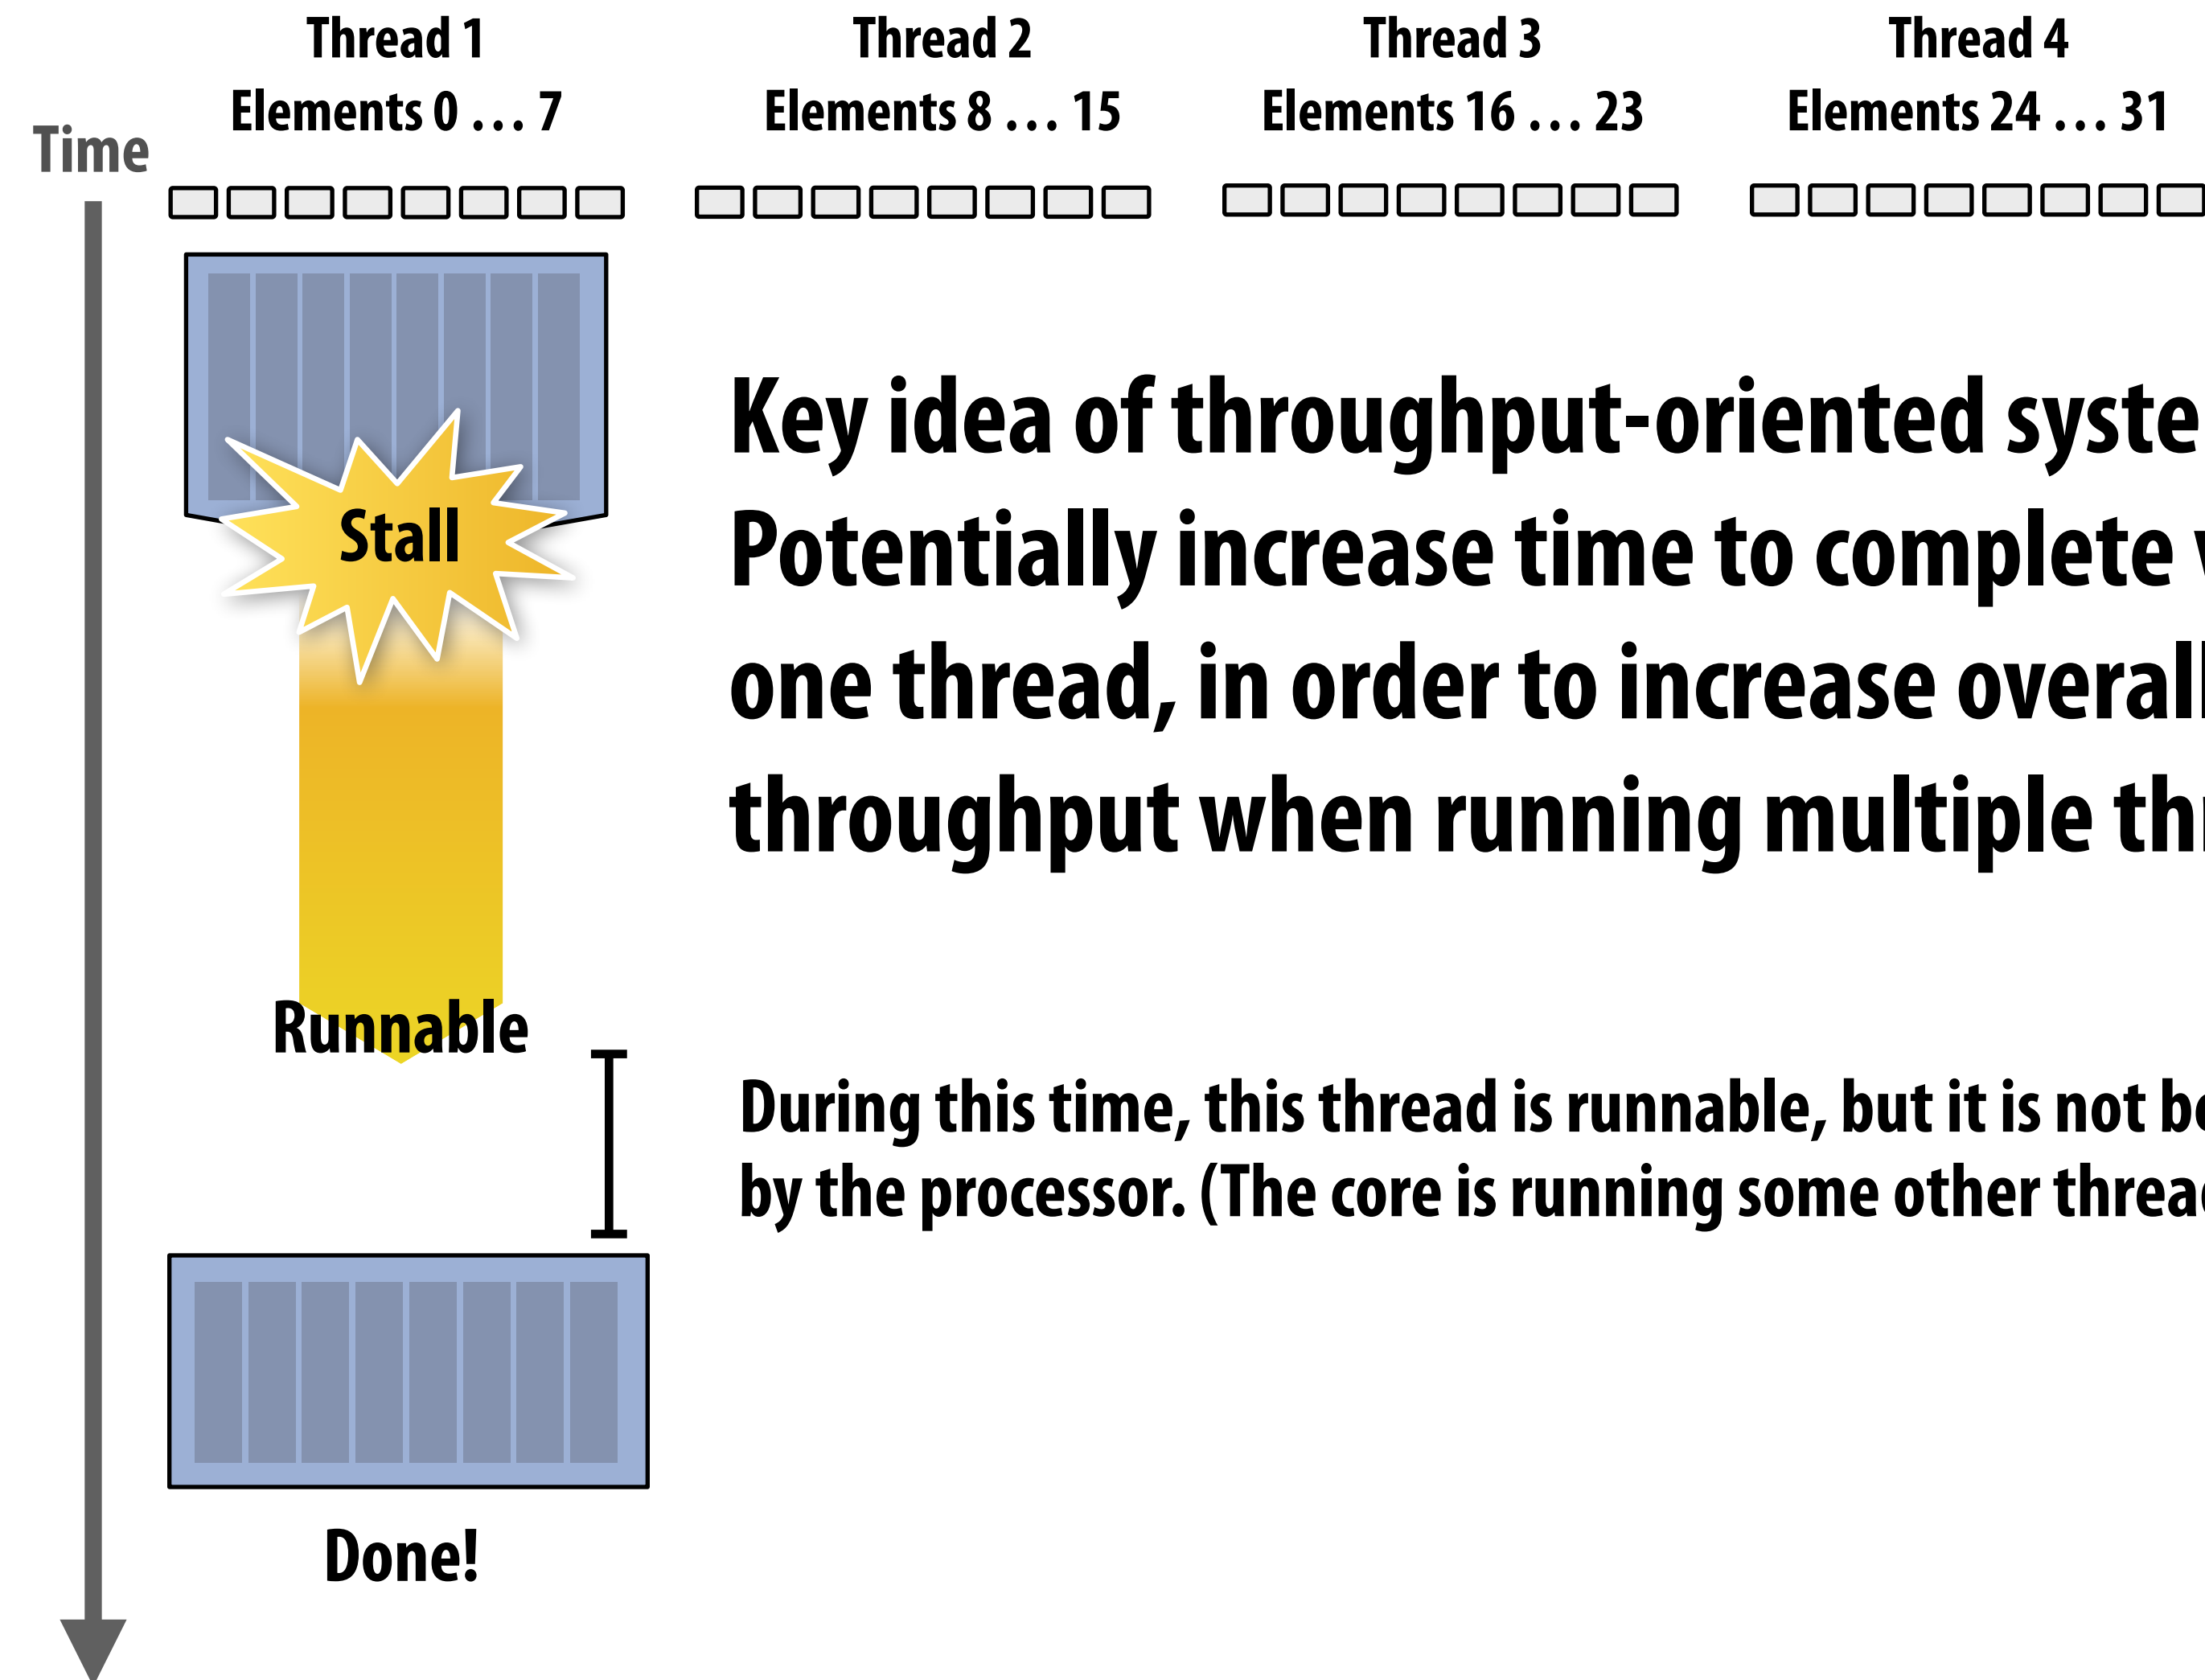 Thread 1
Elements 0 . . . 7
Thread 2
Elements 8 . . . 15
Thread 3
Elements 16 . . . 23
Thread 4
Elements 24 . . . 31
Time
Key idea of throughput-oriented syste
Potentially increase time to complete
one thread, in order to increase overall
throughput when running multiple
Stall
Runnable
During this time, this thread is runnable, but it is not
by the processor. (The core is running some other
Done!